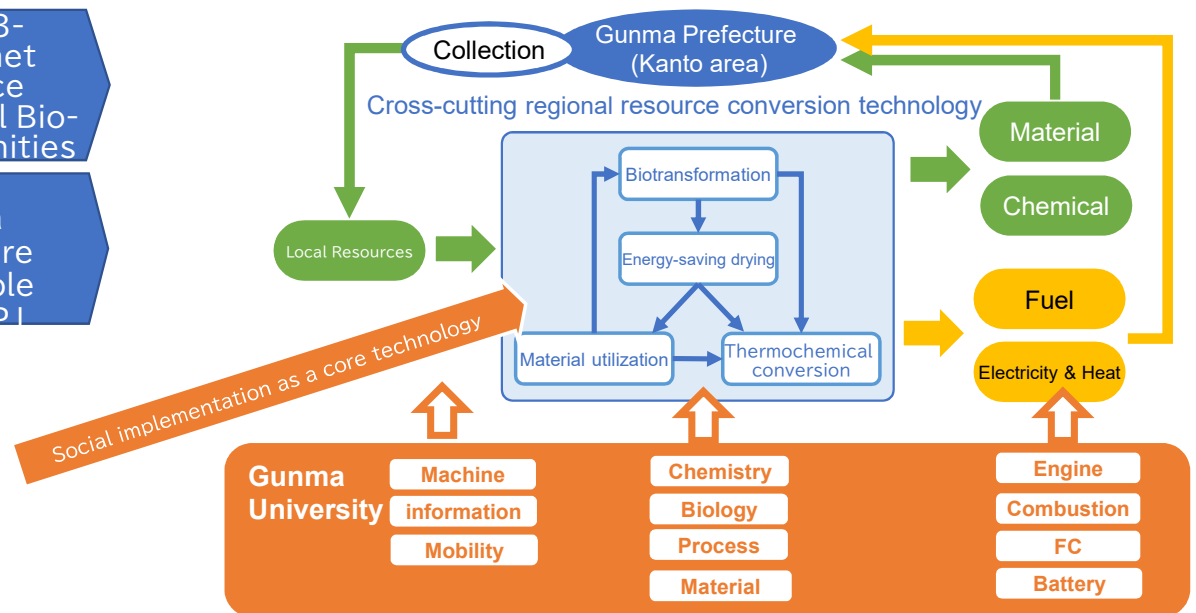 Collection
Gunma Prefecture
(Kanto area)
Cross-cutting regional resource conversion technology
Biotransformation
Energy-saving drying
Material utilization
Thermochemical
conversion
Local Resources
Material
Chemical
Fuel
Electricity & Heat
Social implementation as a core technology
Gunma
University
Machine
information
Mobility
Chemistry
Biology
Process
Material
Engine
Combustion
FC
Battery